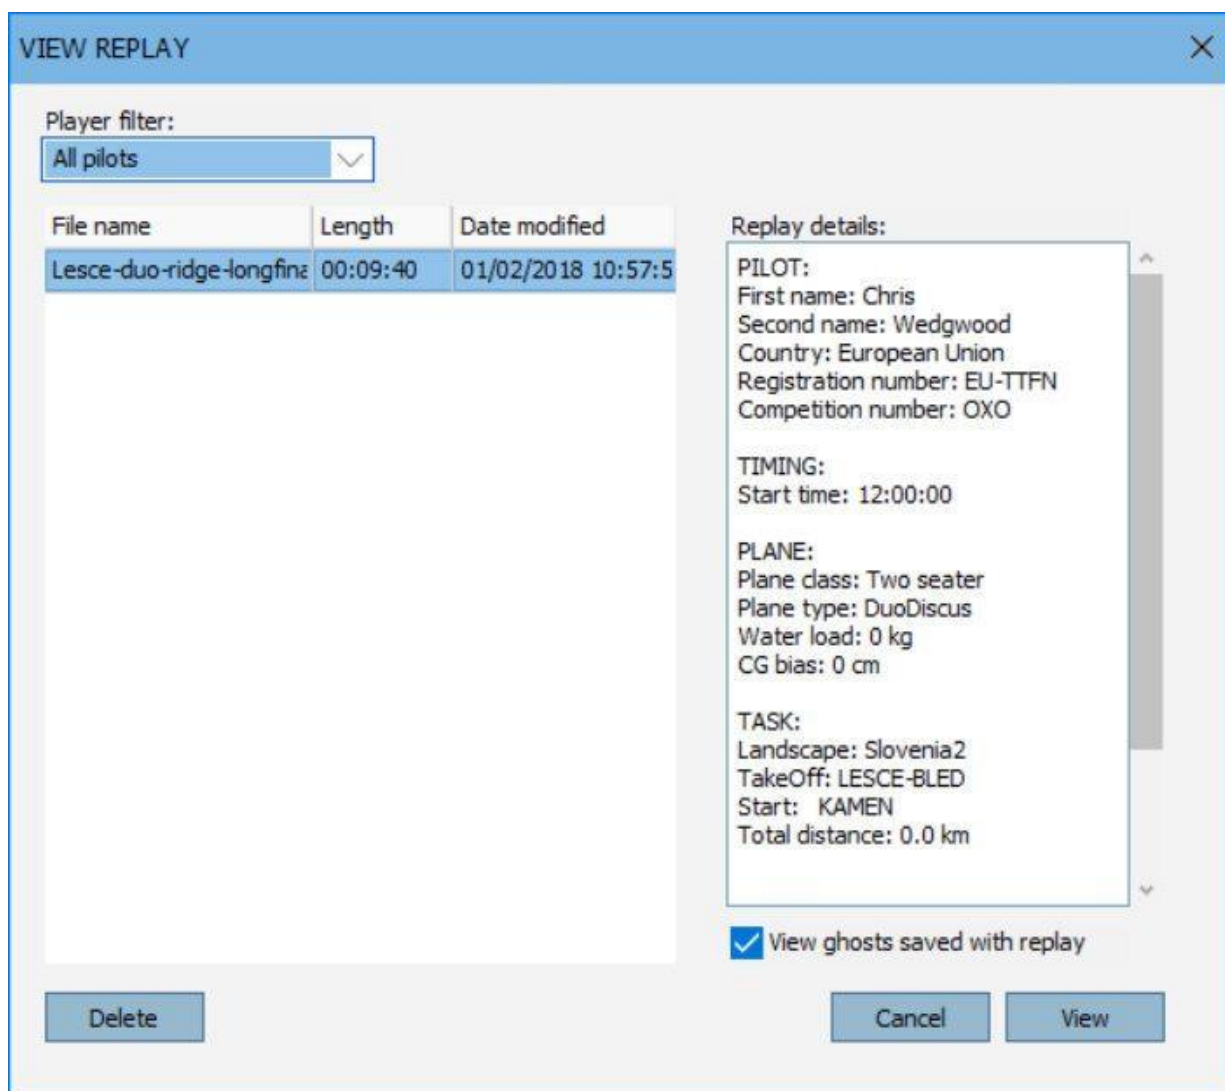 VIEW REPLAY
Player filter:
All pilots
File name Length Date modified
Lesce-duo-ridge-longfina 00:09:40 01/02/2018 10:57:5
Replay details:
PILOT:
First name: Chris
Second name: Wedgwood
Country: European Union
Registration number: EU-TTFN
Competition number: OXO
TIMING:
Start time: 12:00:00
PLANE:
Plane class: Two seater
Plane type: DuoDiscus
Water load: 0 kg
CG bias: 0 cm
TASK:
Landscape: Slovenia2
TakeOff: LESCE-BLED
Start: KAMEN
Total distance: 0.0 km
View ghosts saved with replay
Delete Cancel View